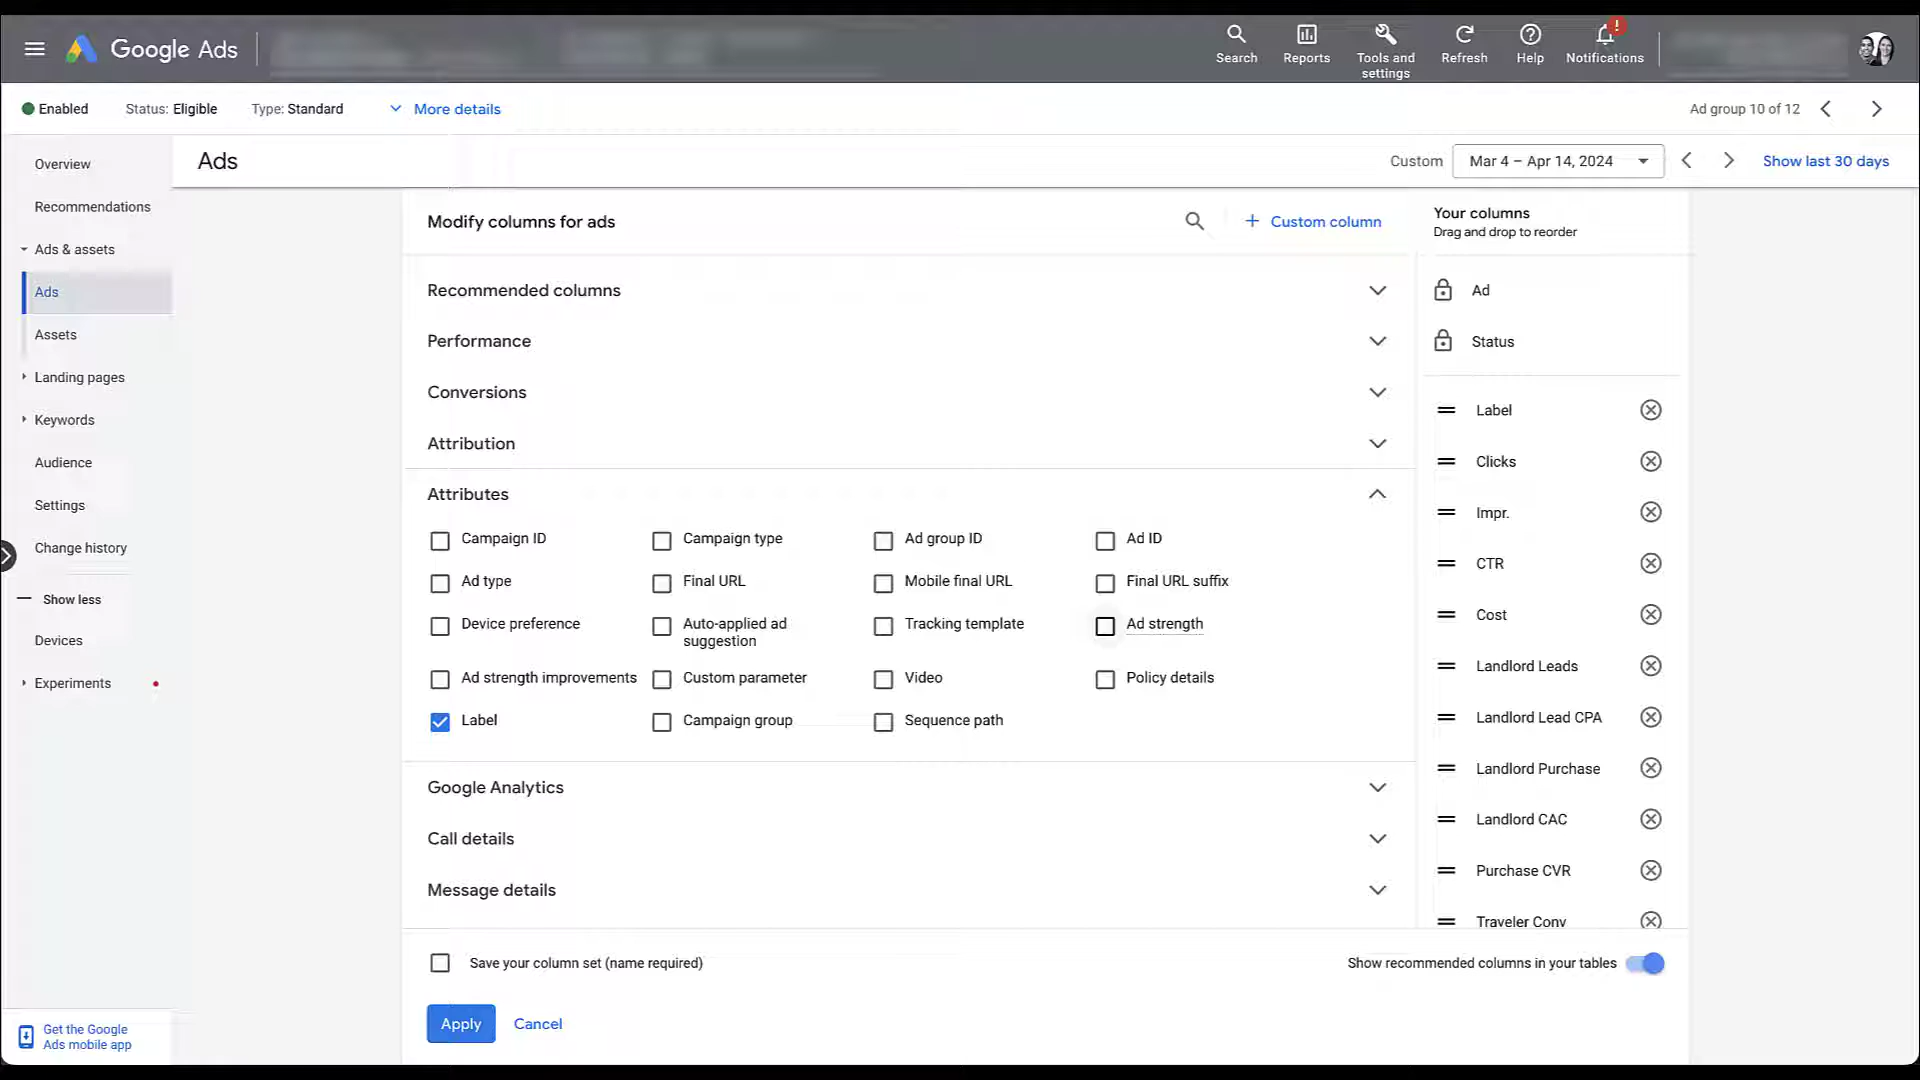 Google Ads
Search
Reports
Tools and
settings
Refresh
Help
!
Notifications
Enabled
Status: Eligible
Type: Standard
More details
Ad group 10 of 12
Ads
Custom
Mar 4 – Apr 14, 2024
Show last 30 days
Overview
Recommendations
Ads & assets
Ads
Assets
Landing pages
Keywords
Audience
Settings
Change history
Show less
Devices
Experiments
Get the Google
Ads mobile app
Modify columns for ads
+ Custom column
Recommended columns
Performance
Conversions
Attribution
Attributes
Campaign ID
Campaign type
Ad group ID
Ad ID
Ad type
Final URL
Mobile final URL
Final URL suffix
Device preference
Auto-applied ad
suggestion
Tracking template
Ad strength
Ad strength improvements
Custom parameter
Video
Policy details
Label
Campaign group
Sequence path
Google Analytics
Call details
Message details
Your columns
Drag and drop to reorder
Ad
Status
Label
Clicks
Impr.
CTR
Cost
Landlord Leads
Landlord Lead CPA
Landlord Purchase
Landlord CAC
Purchase CVR
Traveler Conv
Save your column set (name required)
Show recommended columns in your tables
Apply
Cancel